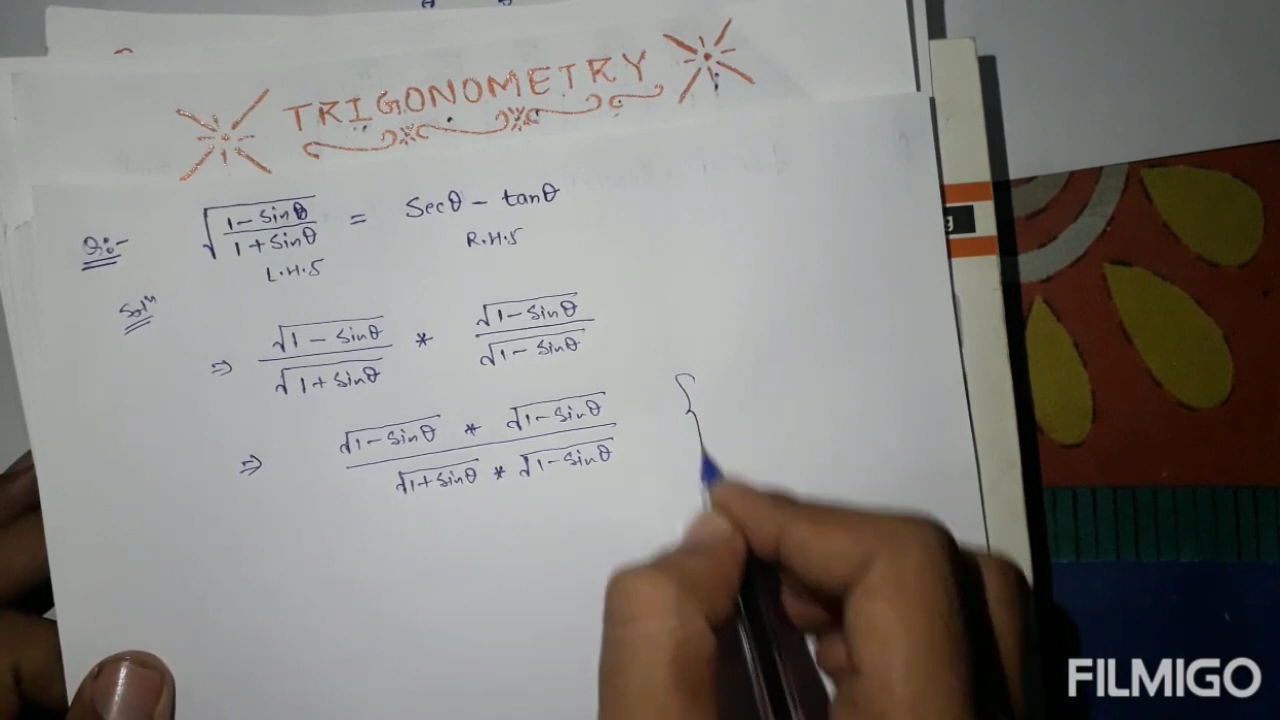 TRIGONOMETRY
Q:- √(1-sinθ)/(1+sinθ) = secθ - tanθ
L.H.S R.H.S
Solⁿ
⇒ √1-sinθ/√1+sinθ * √1-sinθ/√1-sinθ
⇒ √1-sinθ * √1-sinθ/√1+sinθ * √1-sinθ {
FILMIGO